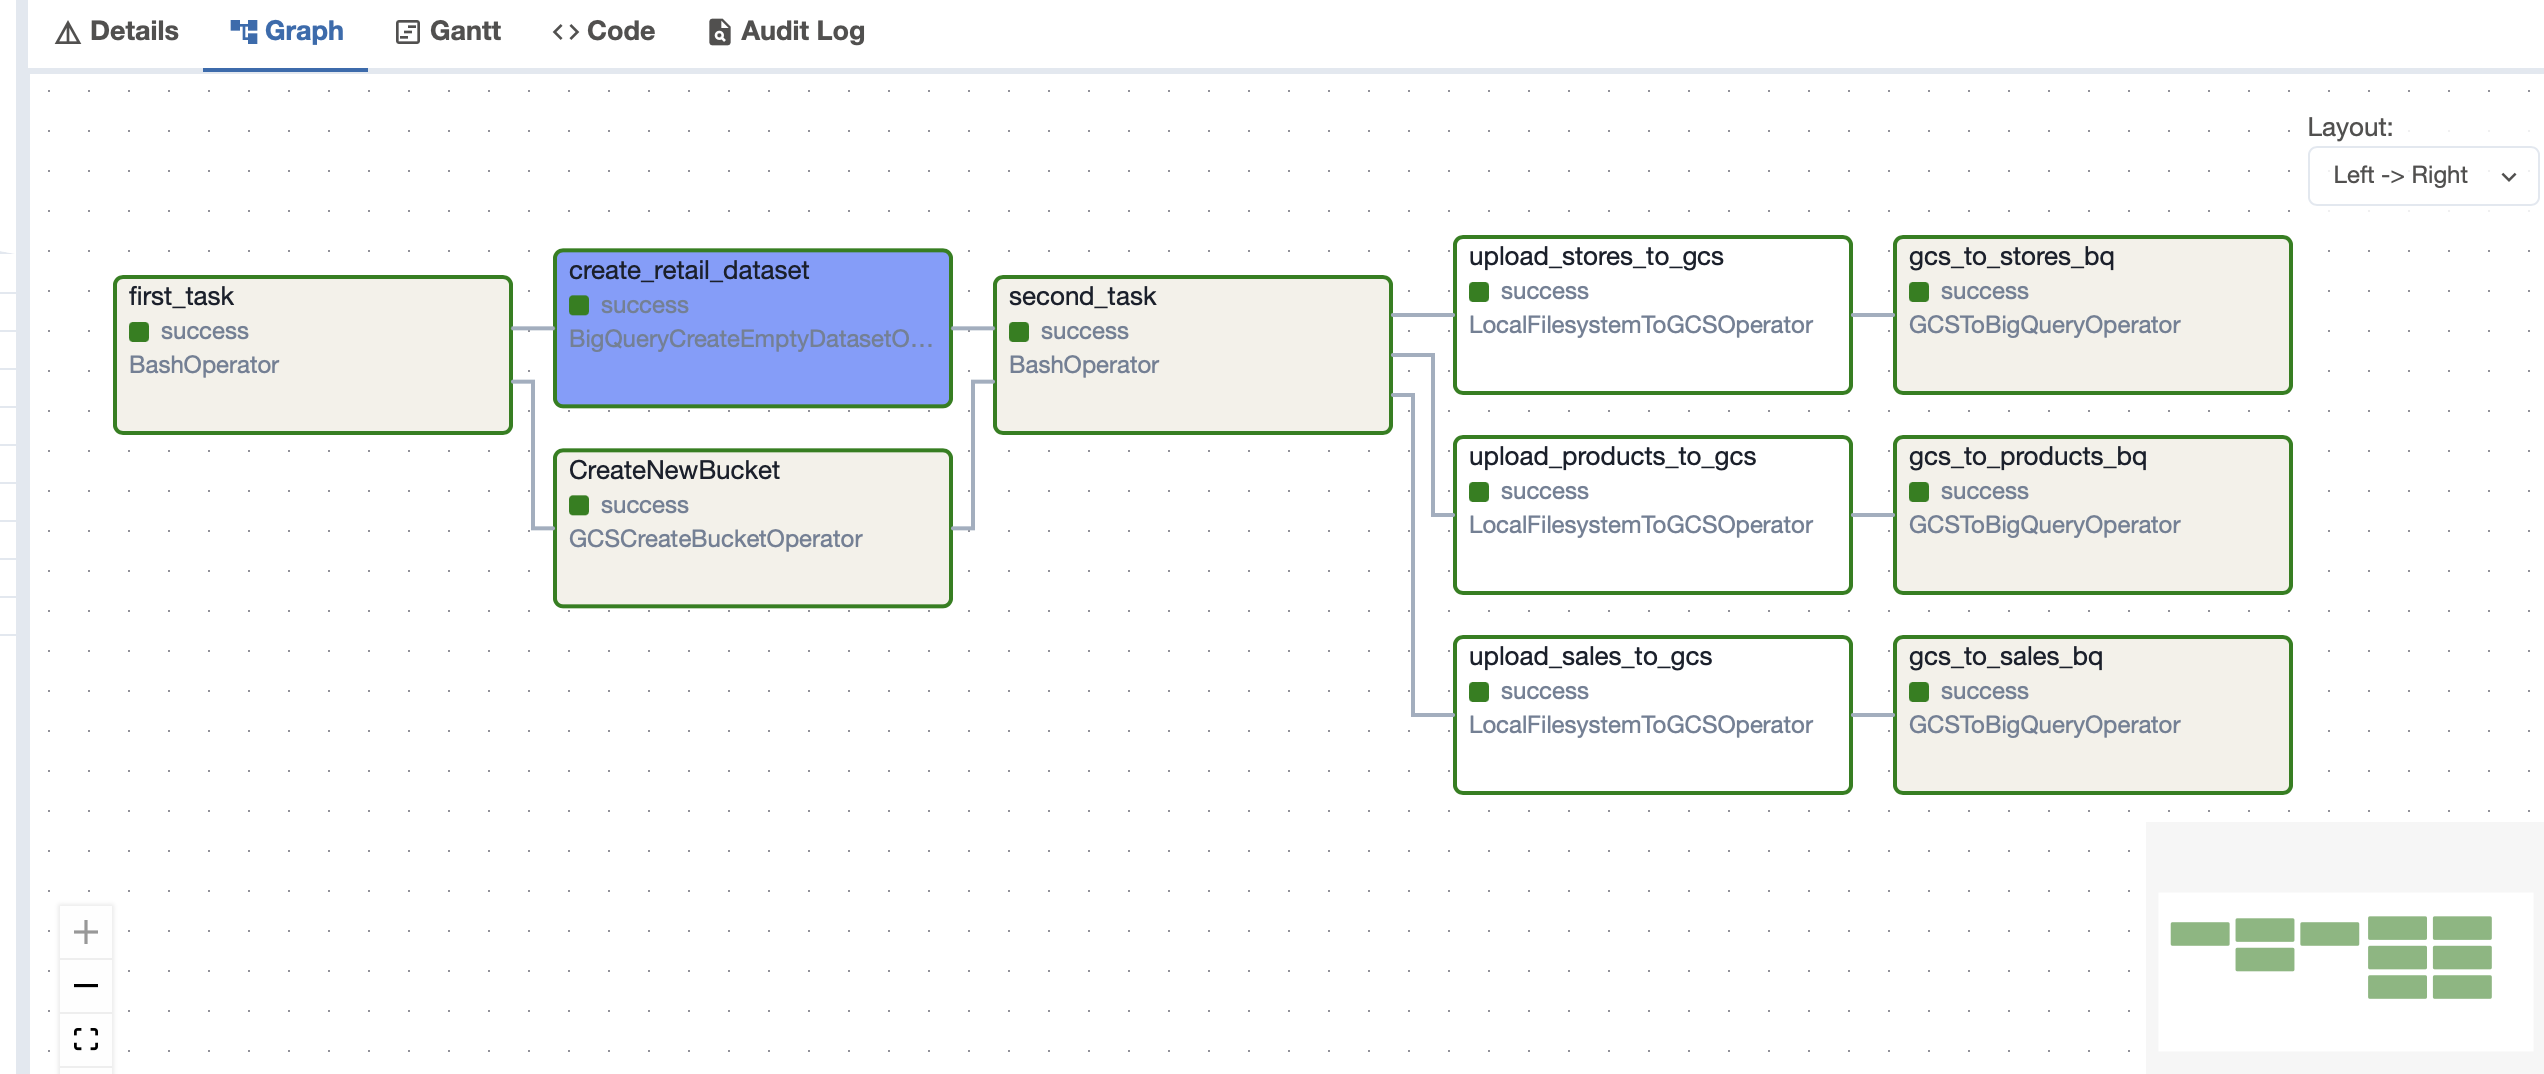 Details
Graph
Gantt
Code
Audit Log
Layout:
Left -> Right
first_task
success
BashOperator
create_retail_dataset
success
BigQueryCreateEmptyDatasetO...
CreateNewBucket
success
GCSCreateBucketOperator
second_task
success
BashOperator
upload_stores_to_gcs
success
LocalFilesystemToGCSOperator
gcs_to_stores_bq
success
GCSToBigQueryOperator
upload_products_to_gcs
success
LocalFilesystemToGCSOperator
gcs_to_products_bq
success
GCSToBigQueryOperator
upload_sales_to_gcs
success
LocalFilesystemToGCSOperator
gcs_to_sales_bq
success
GCSToBigQueryOperator